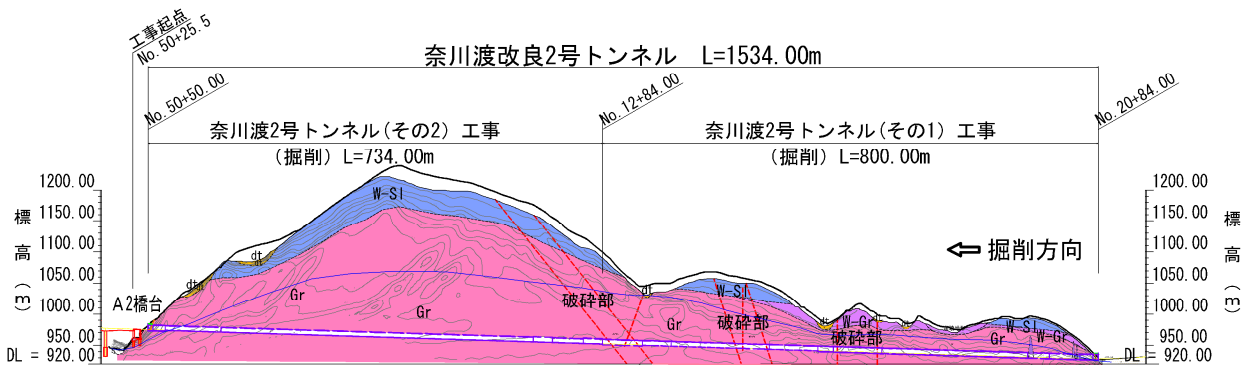 工事起点
No.50+25.5
奈川渡改良2号トンネル L=1534.00m
No.50+50.00
No.12+84.00
No.20+84.00
奈川渡2号トンネル(その2)工事
(掘削)L=734.00m
奈川渡2号トンネル(その1)工事
(掘削)L=800.00m
標高(m)
1200.00
1150.00
1100.00
1050.00
1000.00
950.00
DL = 920.00
A2橋台
W-Sl
dt
dt
Gr
Gr
破砕部
dt
Gr
W-Sl
破砕部
dt
W-Gr
破砕部
dt
Gr
W-Sl
W-Gr
掘削方向
1200.00
1150.00
1100.00
1050.00
1000.00
950.00
DL = 920.00
標高(m)